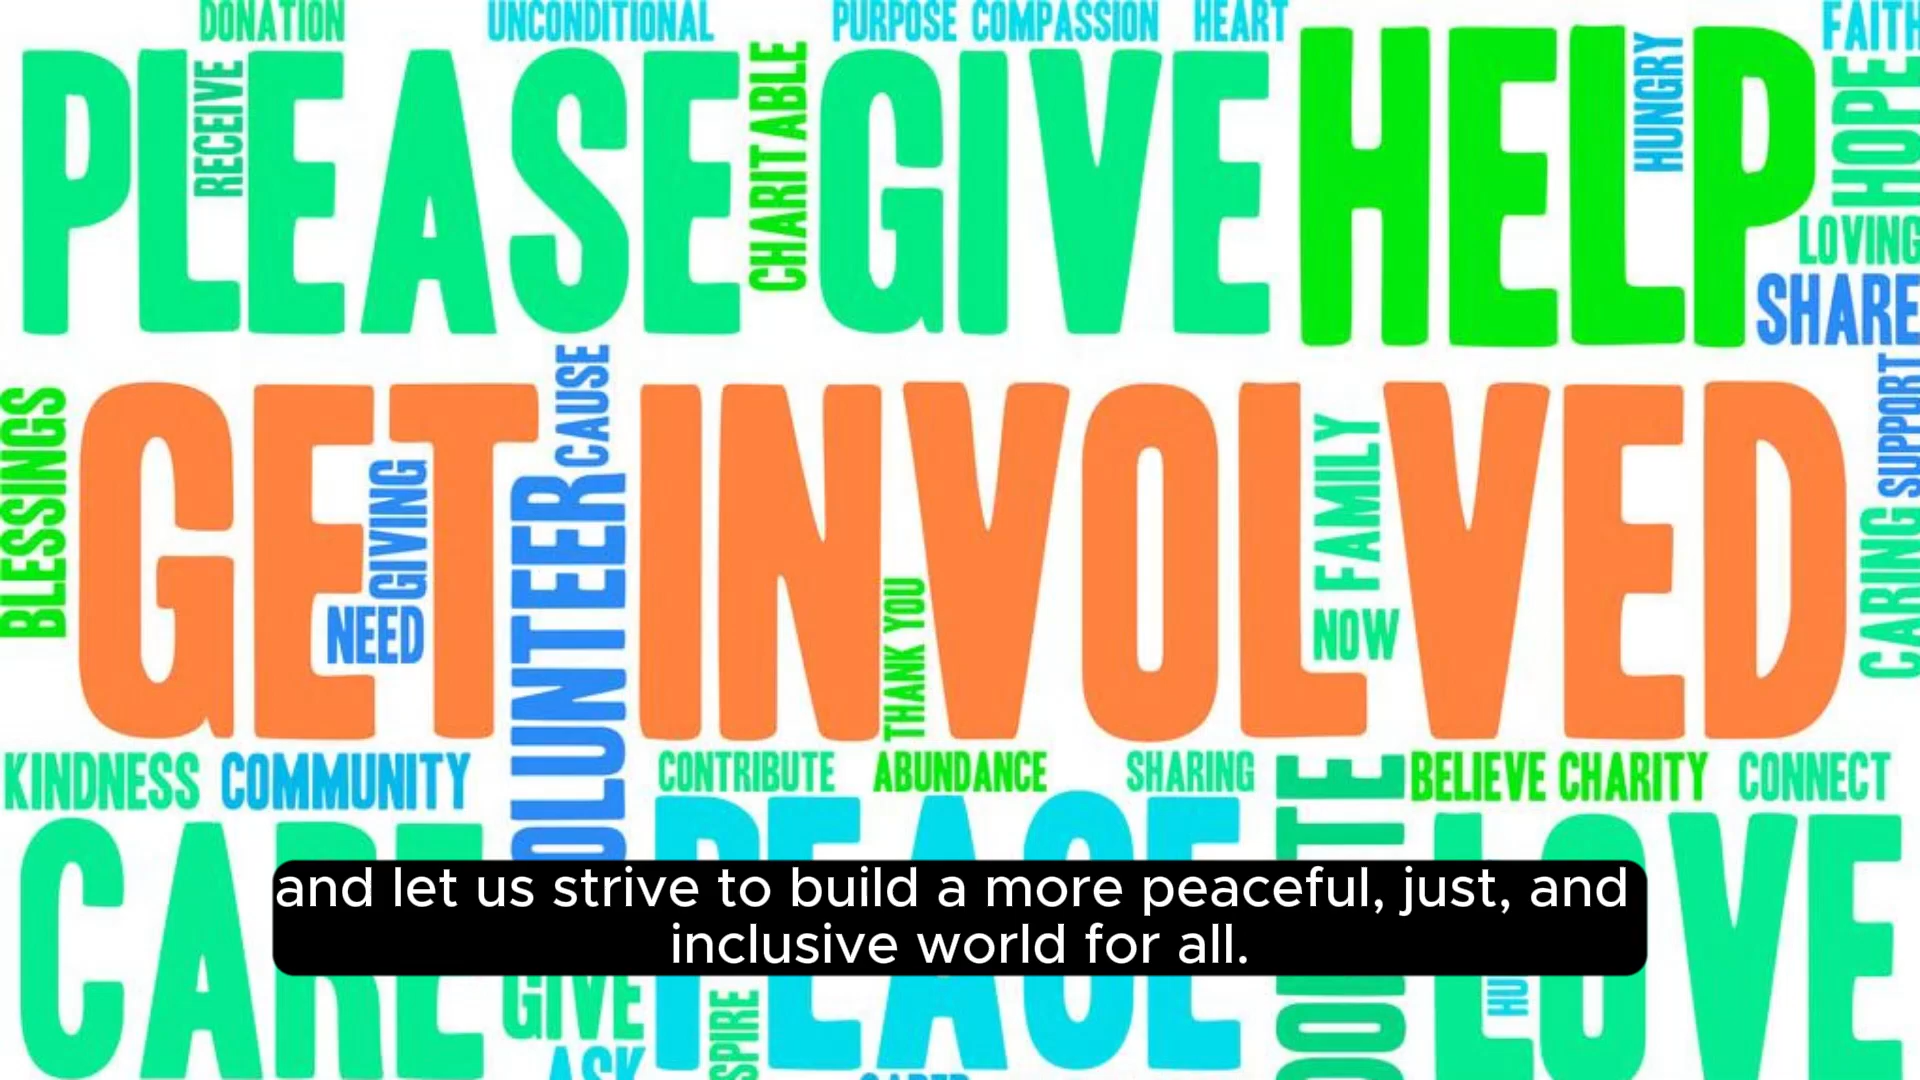 DONATION
UNCONDITIONAL
PURPOSE COMPASSION HEART
FAITH
PLEASE GIVE HELP
RECEIVE
CHARITABLE
HUNGRY
HOPE
LOVING
SHARE
SUPPORT
BLESSINGS
GET INVOLVED
CAUSE
GIVING
NEED
VOLUNTEER
THANK YOU
FAMILY
NOW
CARING
KINDNESS COMMUNITY
CONTRIBUTE ABUNDANCE SHARING
BELIEVE CHARITY CONNECT
CARE PEACE LOVE
DONATE
and let us strive to build a more peaceful, just, and
inclusive world for all.
GIVE
ASK